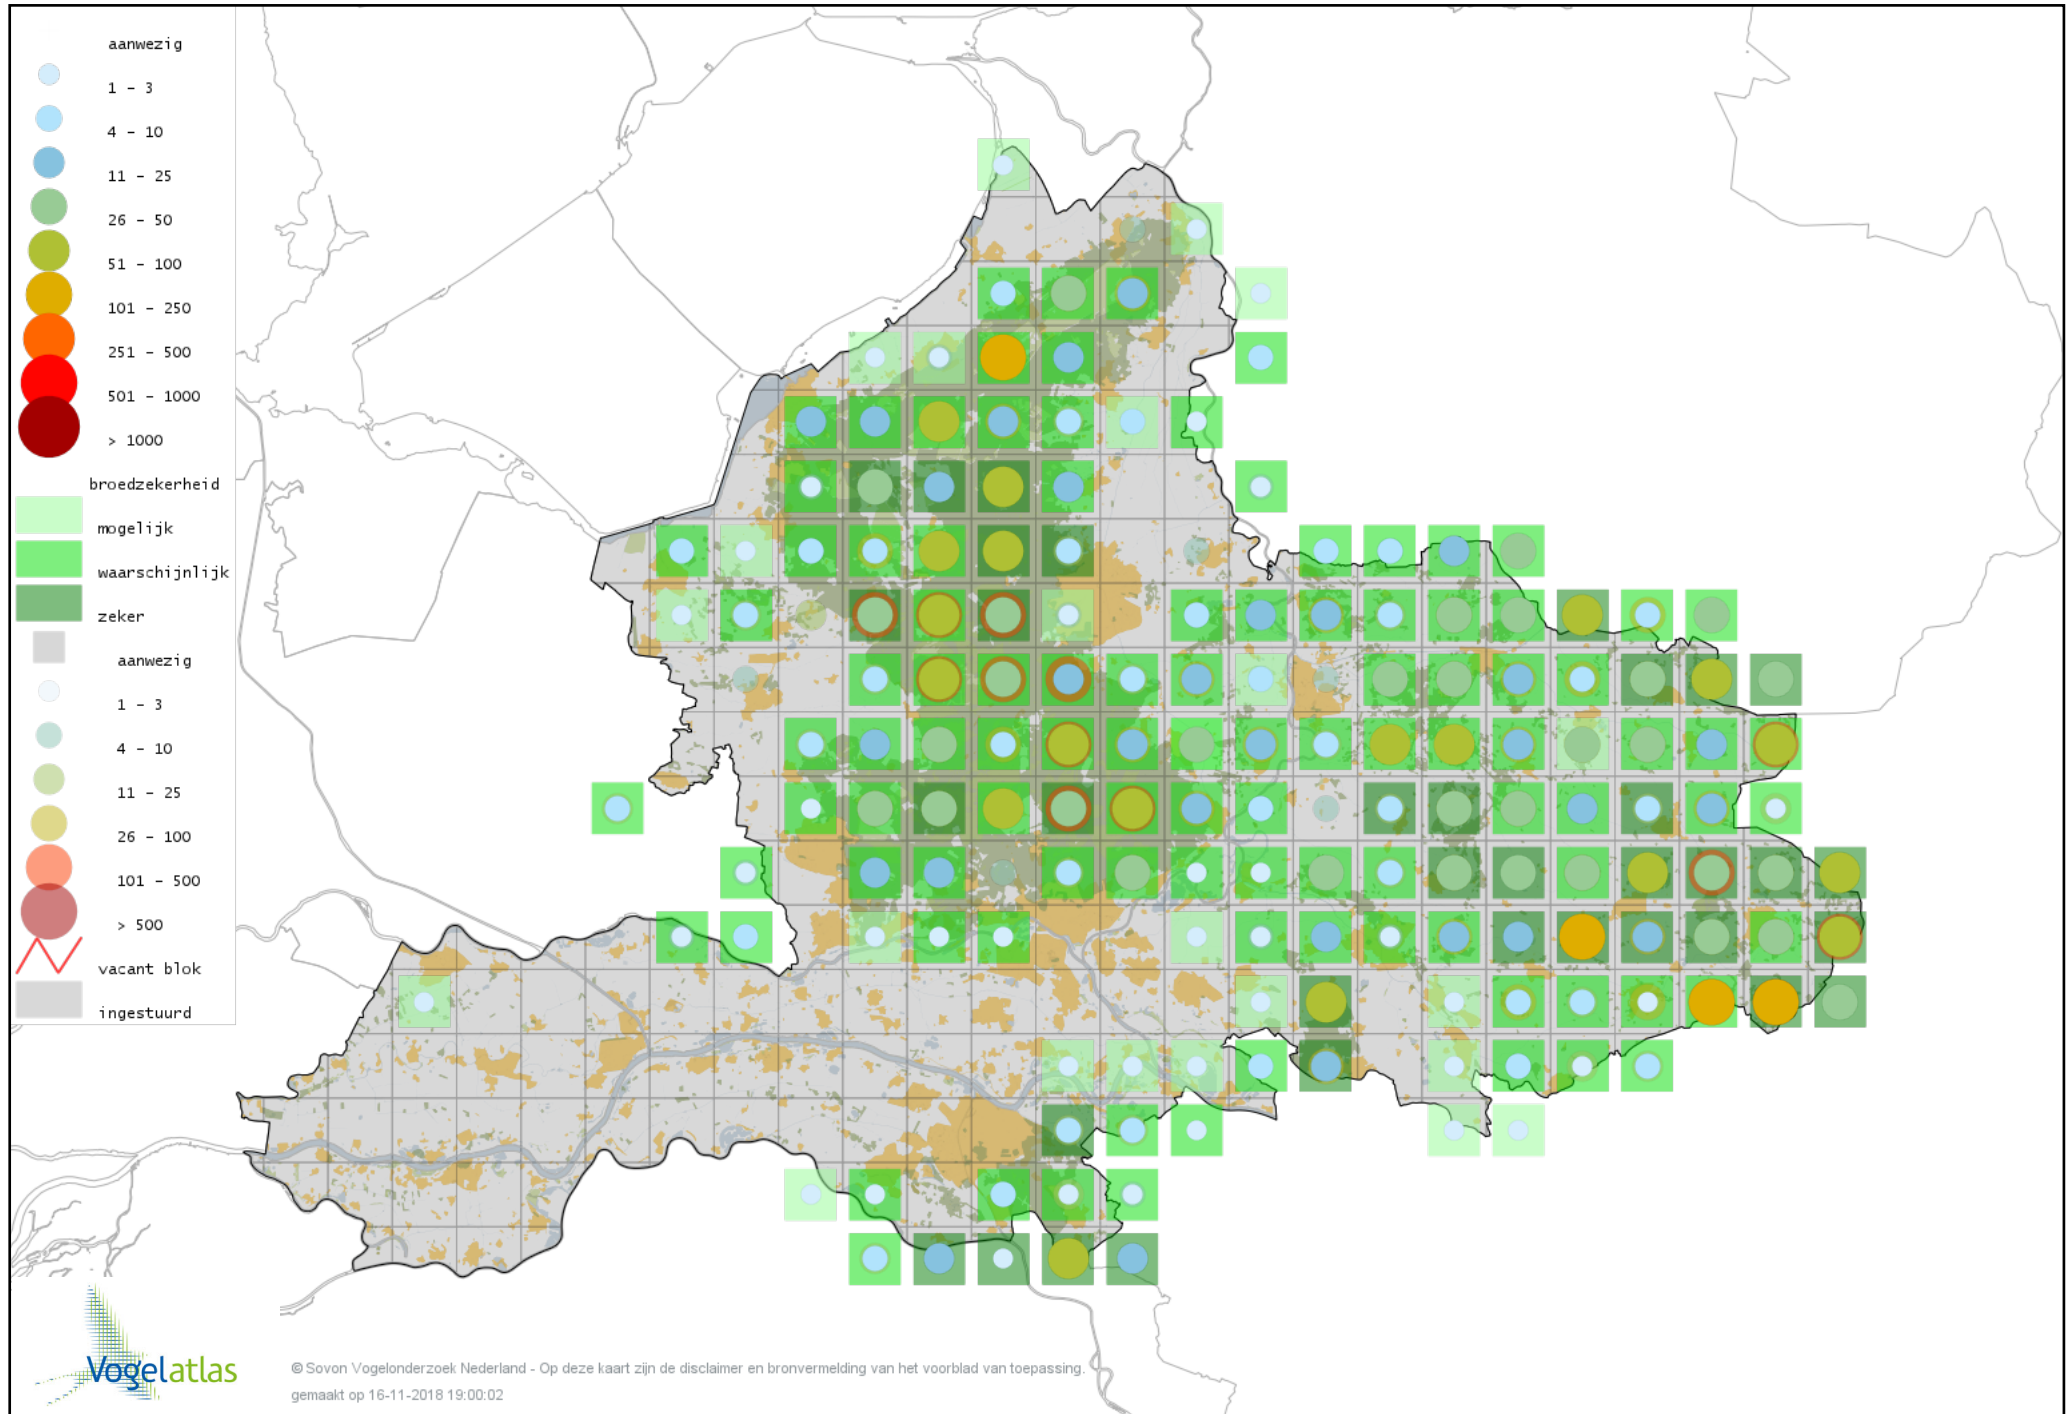 aanwezig
1 - 3
4 - 10
11 - 25
26 - 50
51 - 100
101 - 250
251 - 500
501 - 1000
> 1000
broedzekerheid
mogelijk
waarschijnlijk
zeker
aanwezig
1 - 3
4 - 10
11 - 25
26 - 100
101 - 500
> 500
vacant blok
ingestuurd
Vogelatlas
© Sovon Vogelonderzoek Nederland - Op deze kaart zijn de disclaimer en bronvermelding van het voorblad van toepassing.
gemaakt op 16-11-2018 19:00:02